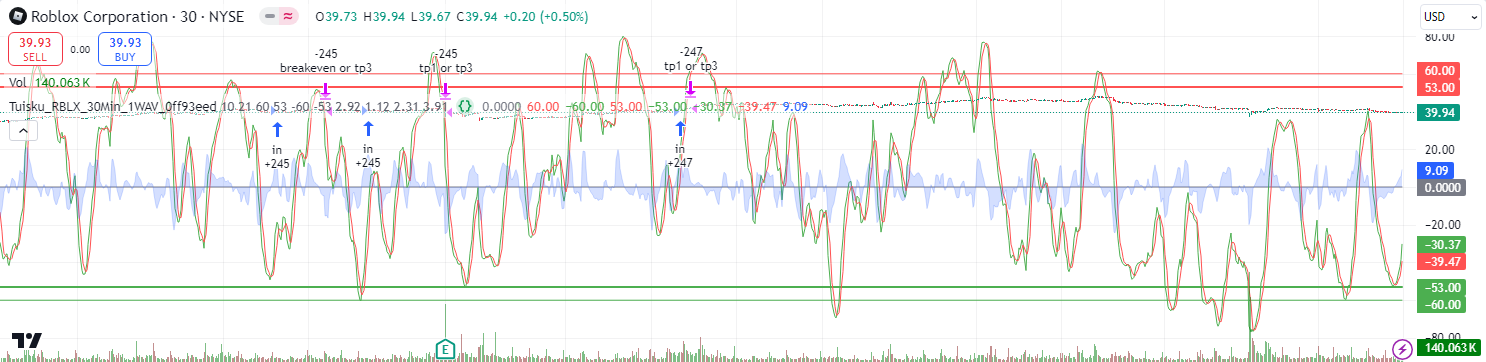 Roblox Corporation · 30 · NYSE O39.73 H39.94 L39.67 C39.94 +0.20 (+0.50%)
USD
39.93
SELL
0.00
39.93
BUY
Vol 140.063 K
Tuisku_RBLX_30Min_1WAV_0ff93eed 10 21 60 53 -60 -53 2.92 1.12 2.31 3.91 {} 0.0000 60.00 −60.00 53.00 −53.00 −30.37 −39.47 9.09
-245
breakeven or tp3
-245
tp1 or tp3
-247
tp1 or tp3
in
+245
in
+245
in
+247
E
80.00
60.00
53.00
39.94
20.00
9.09
0.0000
−20.00
−30.37
−39.47
−53.00
−60.00
140.063 K